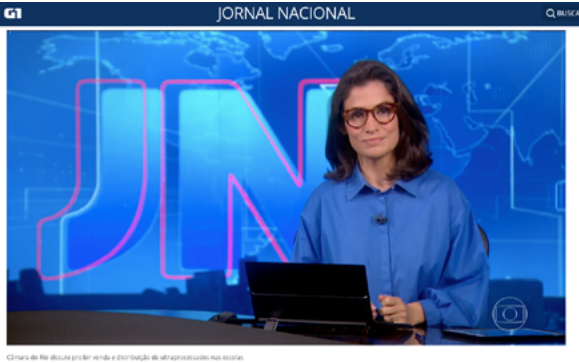 G1
JORNAL NACIONAL
BUSCA
JN
Câmara do Rio discute proibir venda e distribuição de ultraprocessados nas escolas